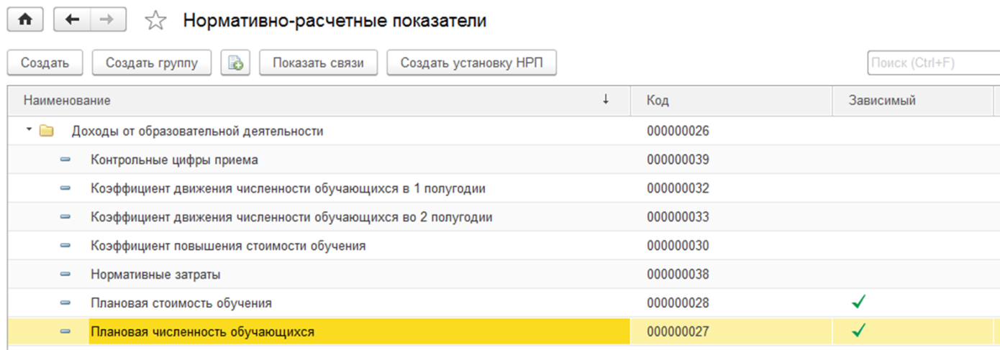 Нормативно-расчетные показатели
Создать Создать группу Показать связи Создать установку НРП Поиск (Ctrl+F)
Наименование ↓ Код Зависимый
Доходы от образовательной деятельности 000000026
Контрольные цифры приема 000000039
Коэффициент движения численности обучающихся в 1 полугодии 000000032
Коэффициент движения численности обучающихся во 2 полугодии 000000033
Коэффициент повышения стоимости обучения 000000030
Нормативные затраты 000000038
Плановая стоимость обучения 000000028
Плановая численность обучающихся 000000027